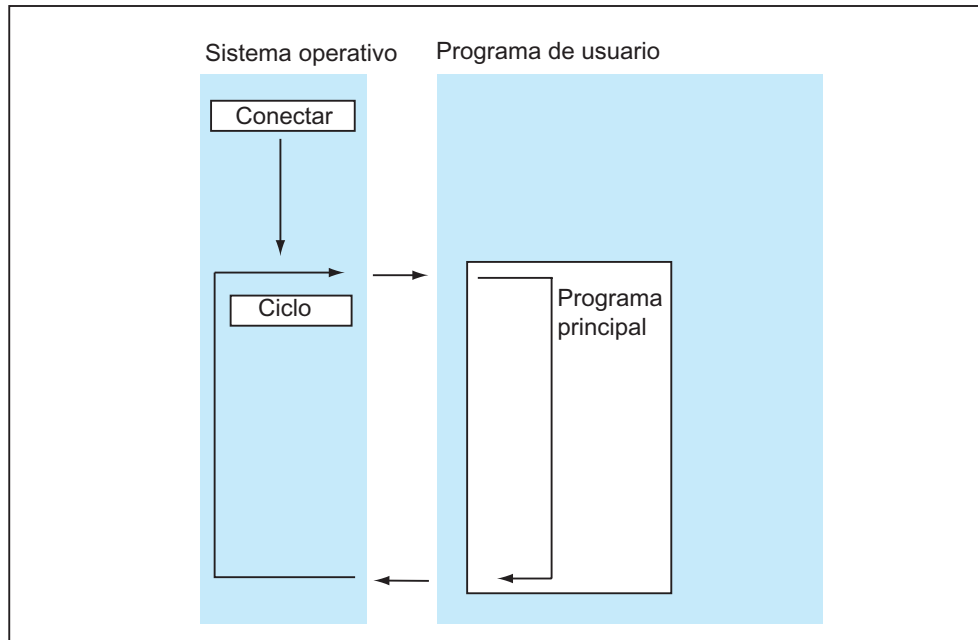 Sistema operativo
Programa de usuario
Conectar
Ciclo
Programa
principal